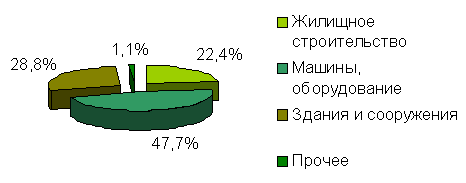 1,1%
22,4%
28,8%
47,7%
Жилищное
строительство
Машины,
оборудование
Здания и сооружения
Прочее